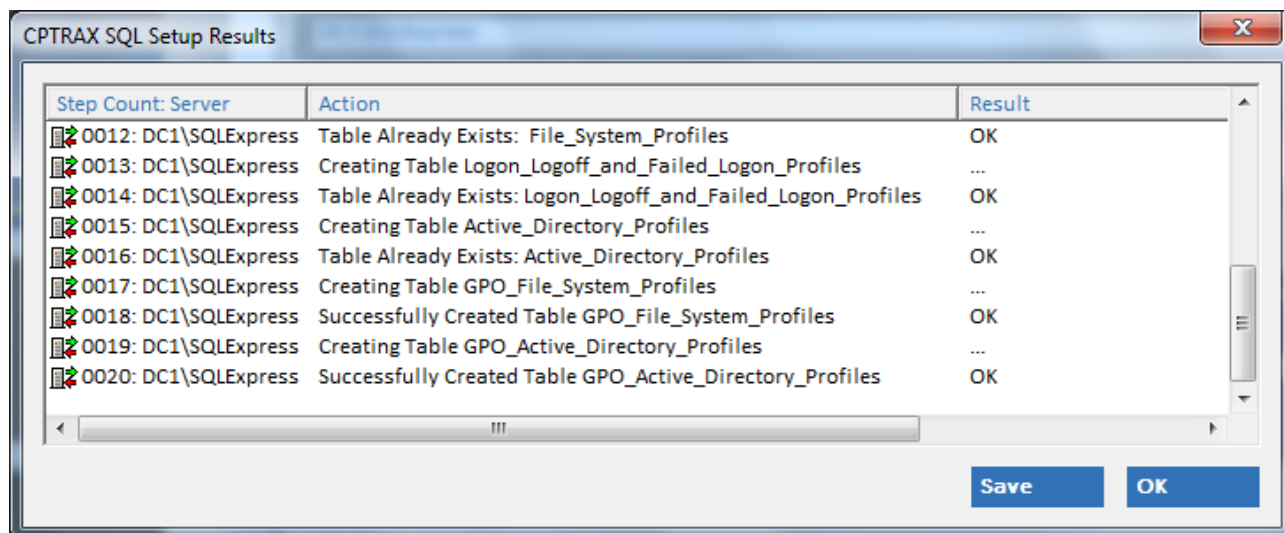 CPTRAX SQL Setup Results
Step Count: Server Action Result
0012: DC1\SQLExpress Table Already Exists:  File_System_Profiles OK
0013: DC1\SQLExpress Creating Table Logon_Logoff_and_Failed_Logon_Profiles ...
0014: DC1\SQLExpress Table Already Exists: Logon_Logoff_and_Failed_Logon_Profiles OK
0015: DC1\SQLExpress Creating Table Active_Directory_Profiles ...
0016: DC1\SQLExpress Table Already Exists: Active_Directory_Profiles OK
0017: DC1\SQLExpress Creating Table GPO_File_System_Profiles ...
0018: DC1\SQLExpress Successfully Created Table GPO_File_System_Profiles OK
0019: DC1\SQLExpress Creating Table GPO_Active_Directory_Profiles ...
0020: DC1\SQLExpress Successfully Created Table GPO_Active_Directory_Profiles OK
Save OK